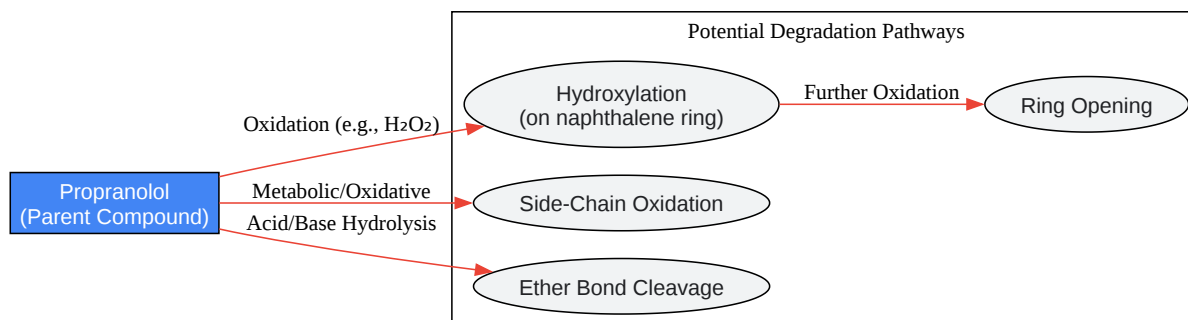 Potential Degradation Pathways
Hydroxylation
(on naphthalene ring)
Further Oxidation
Ring Opening
Oxidation (e.g., H₂O₂)
Propranolol
(Parent Compound)
Metabolic/Oxidative
Side-Chain Oxidation
Acid/Base Hydrolysis
Ether Bond Cleavage